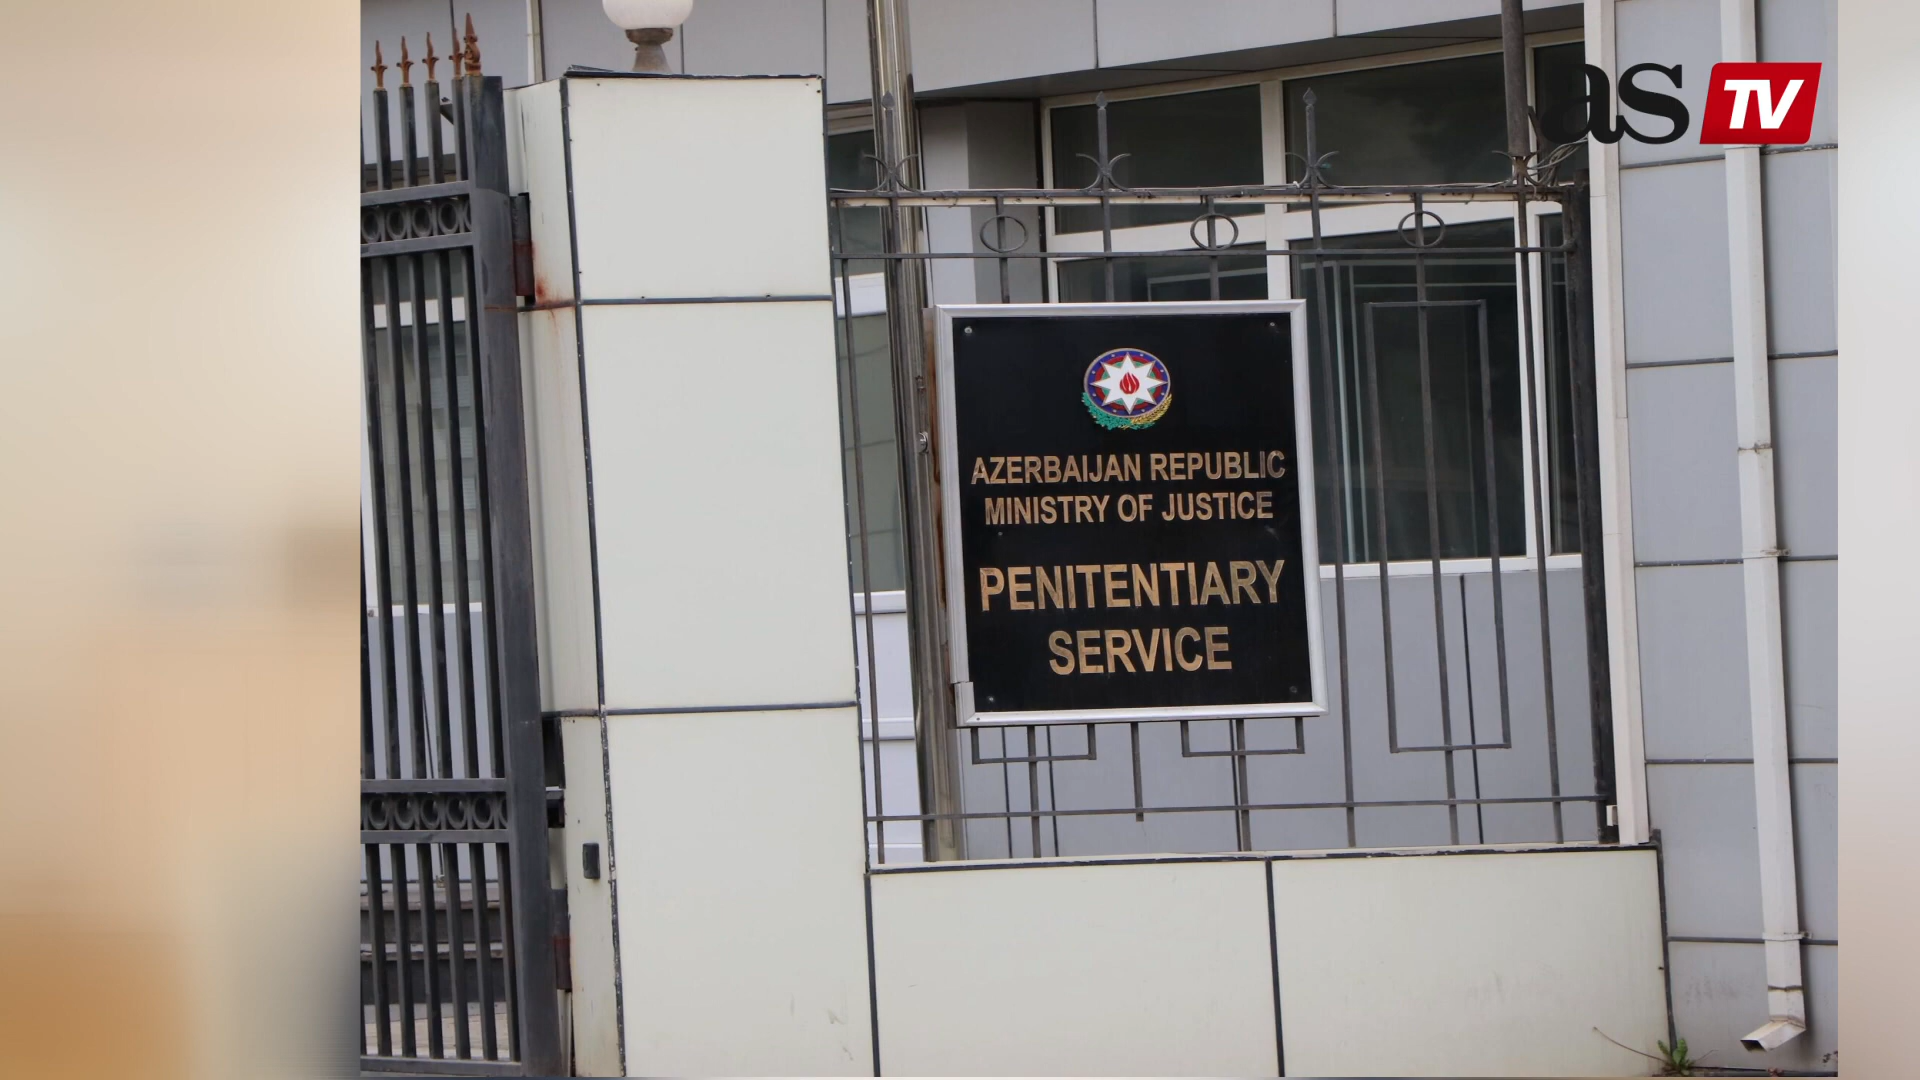 as TV
AZERBAIJAN REPUBLIC
MINISTRY OF JUSTICE
PENITENTIARY
SERVICE